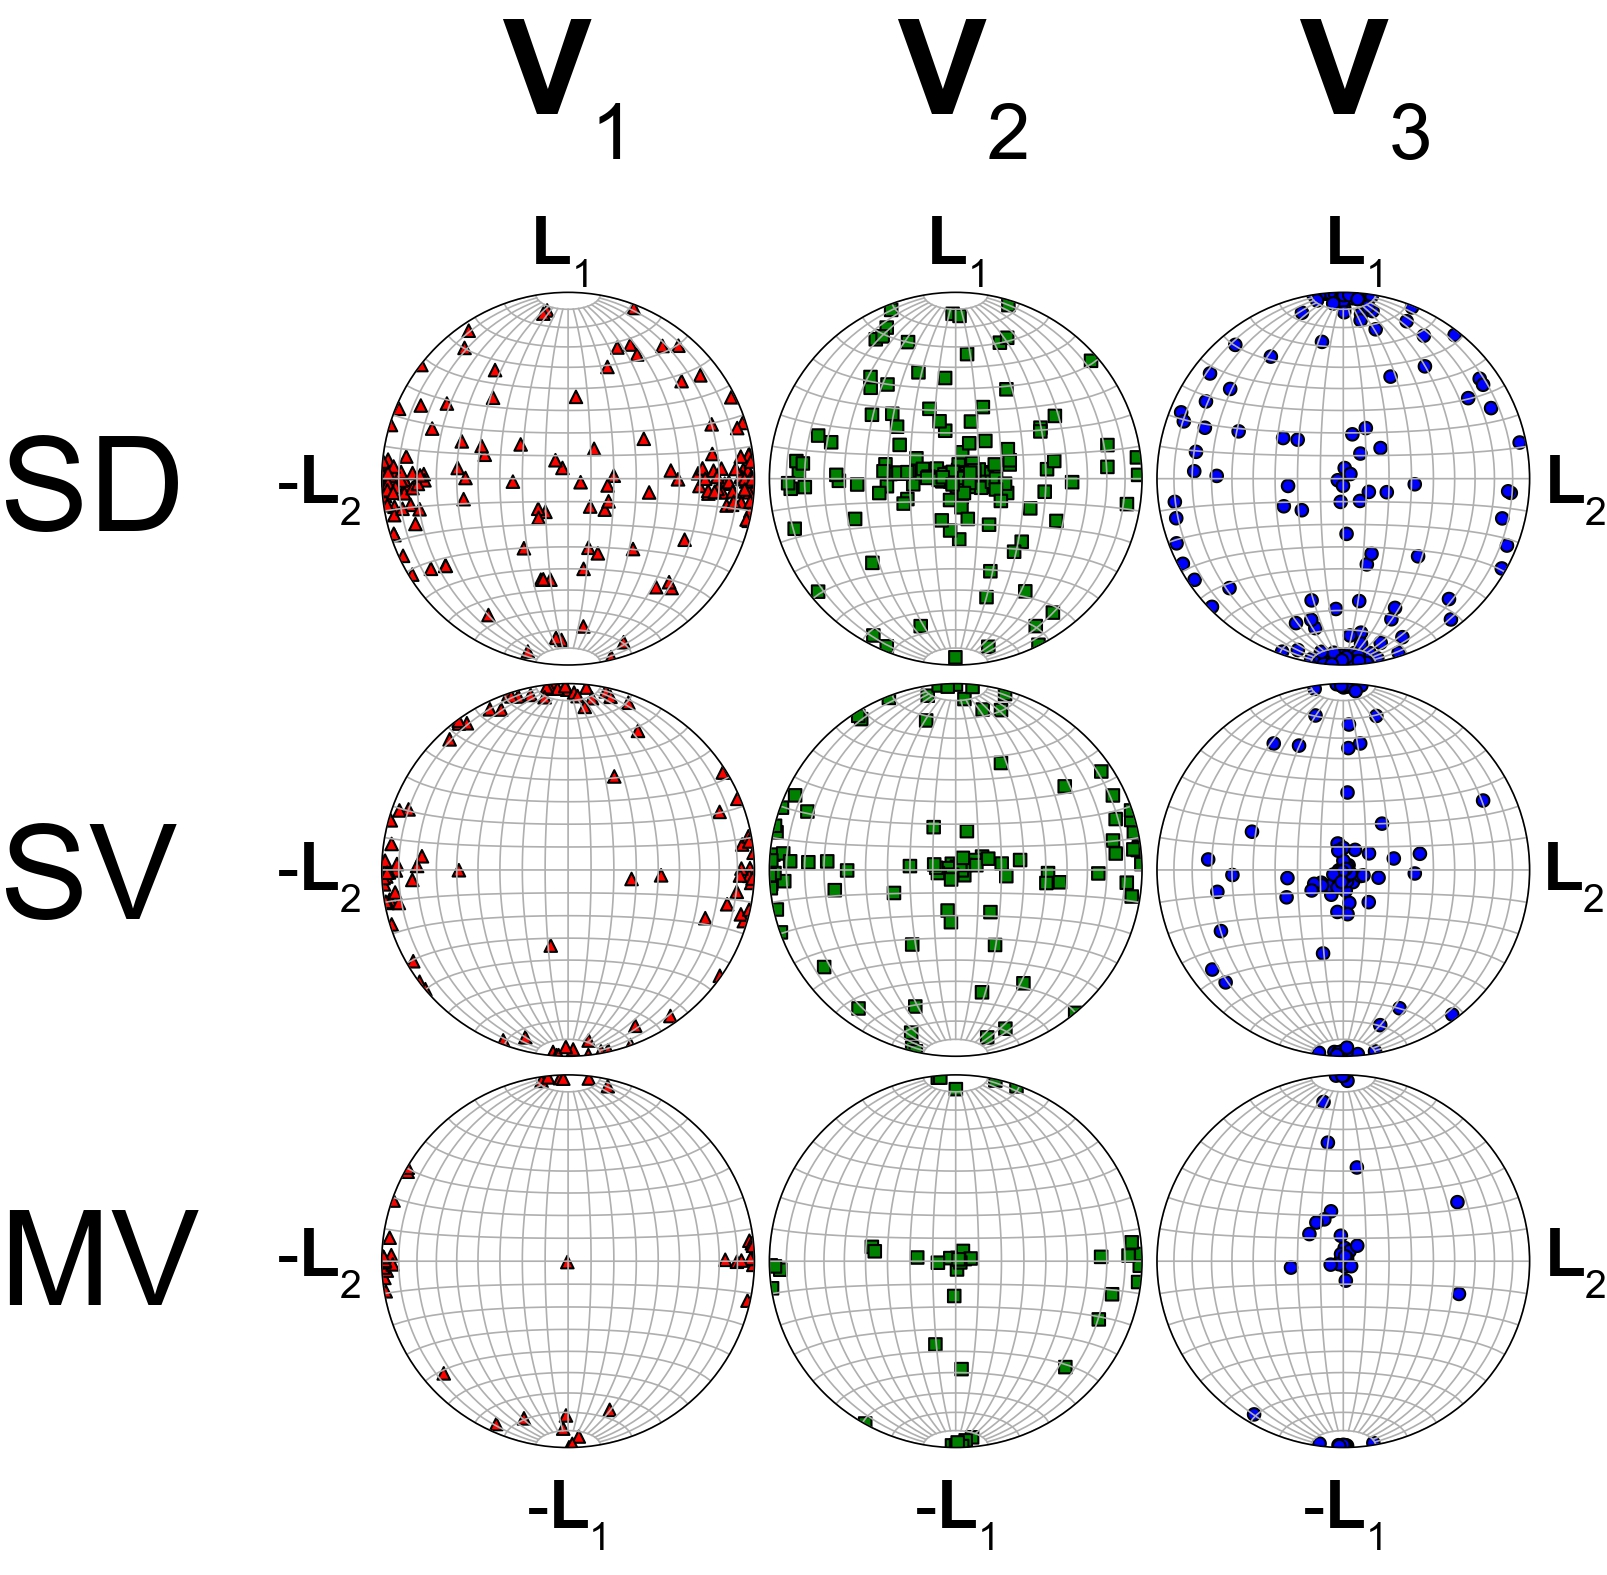 V1 V2 V3
L1 L1 L1
SD -L2 L2
SV -L2 L2
MV -L2 L2
-L1 -L1 -L1